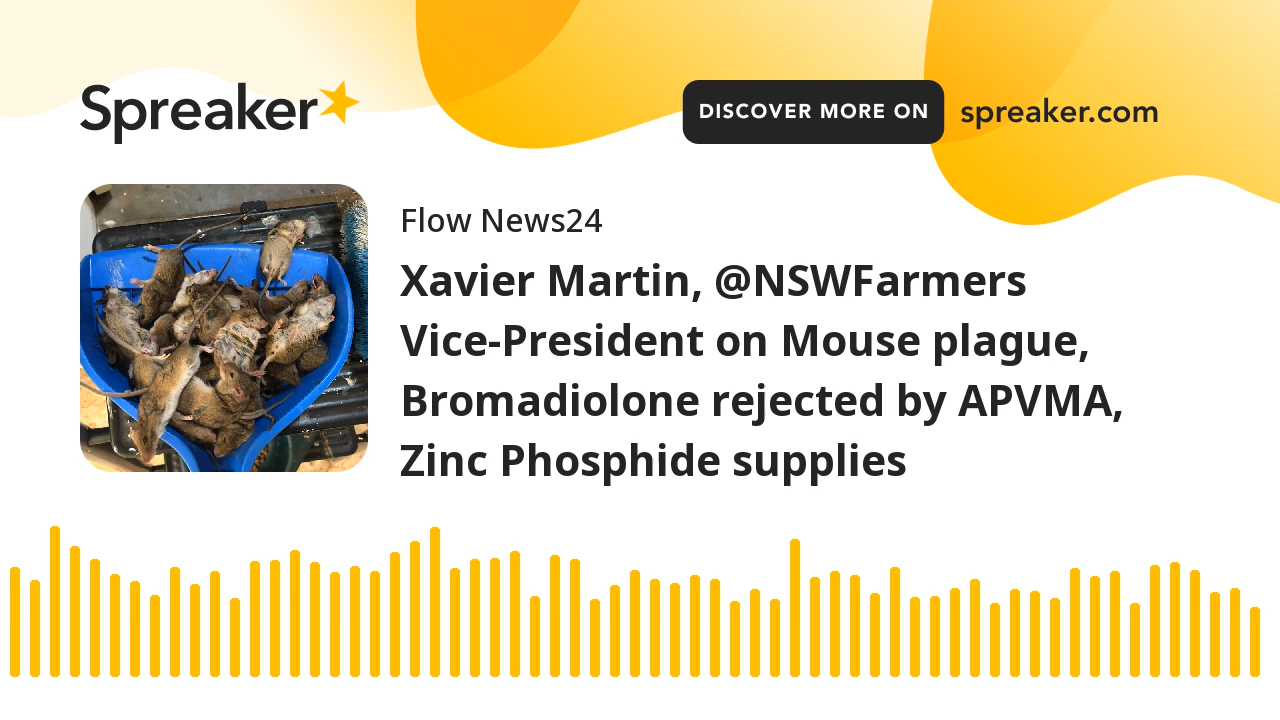 Spreaker
DISCOVER MORE ON
spreaker.com
Flow News24
Xavier Martin, @NSWFarmers
Vice-President on Mouse plague,
Bromadiolone rejected by APVMA,
Zinc Phosphide supplies